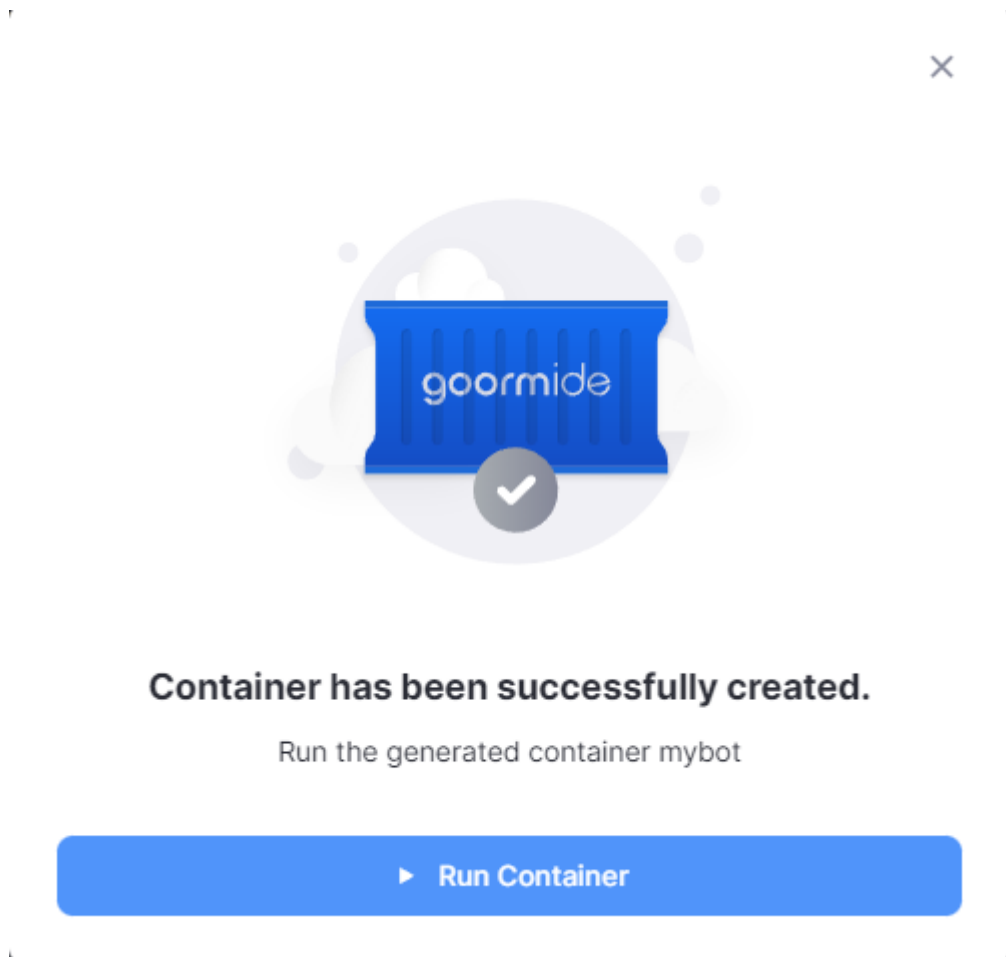 goormide
Container has been successfully created.
Run the generated container mybot
Run Container